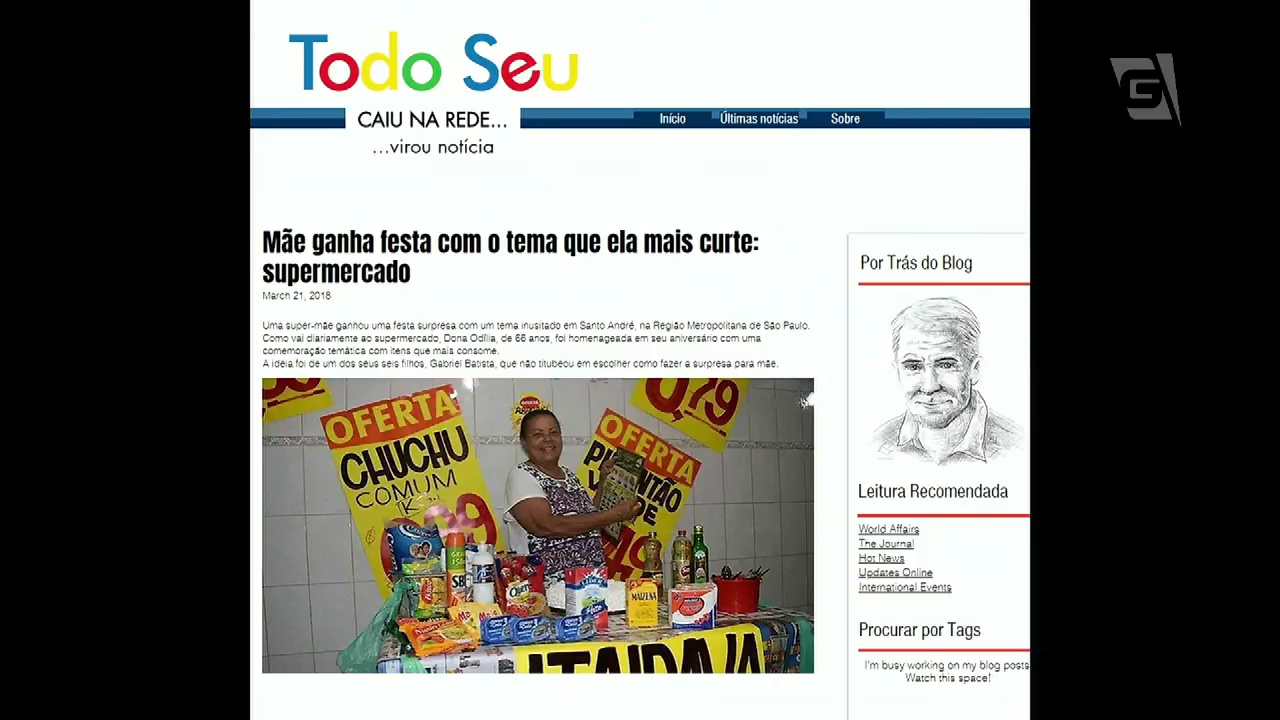 Todo Seu
CAIU NA REDE...
...virou notícia
Início Últimas notícias Sobre
Mãe ganha festa com o tema que ela mais curte:
supermercado
March 21, 2018
Uma super-mãe ganhou uma festa surpresa com um tema inusitado em Santo André, na Região Metropolitana de São Paulo.
Como vai diariamente ao supermercado, Dona Odília, de 66 anos, foi homenageada em seu aniversário com uma
comemoração temática com itens que mais consome.
A ideia foi de um dos seus seis filhos, Gabriel Batista, que não titubeou em escolher como fazer a surpresa para mãe.
OFERTA
CHUCHU
COMUM
OFERTA
0,79
OFERTA
MAIZENA
ITAIPAVA
Por Trás do Blog
Leitura Recomendada
World Affairs
The Journal
Hot News
Updates Online
International Events
Procurar por Tags
I'm busy working on my blog posts
Watch this space!